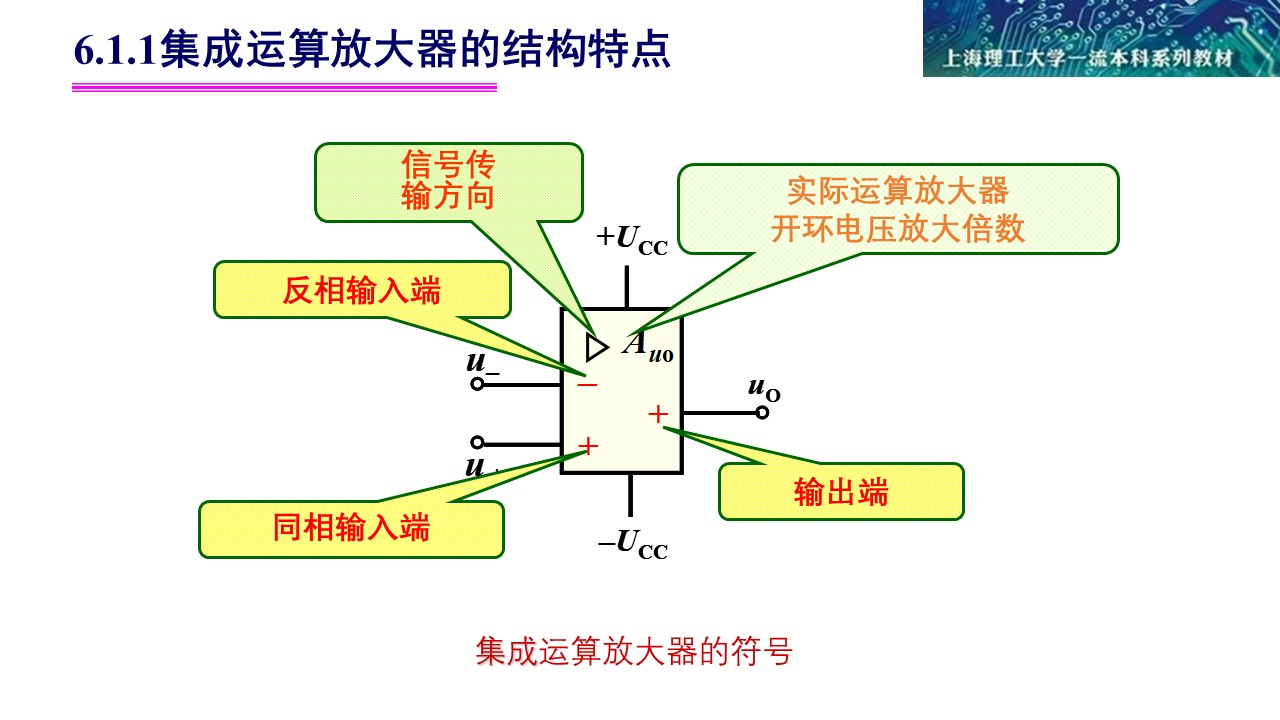 6.1.1集成运算放大器的结构特点
上海理工大学一流本科系列教材
信号传
输方向
实际运算放大器
开环电压放大倍数
+UCC
反相输入端
Auo
u–
–
uO
+
+
u+
输出端
同相输入端
–UCC
集成运算放大器的符号